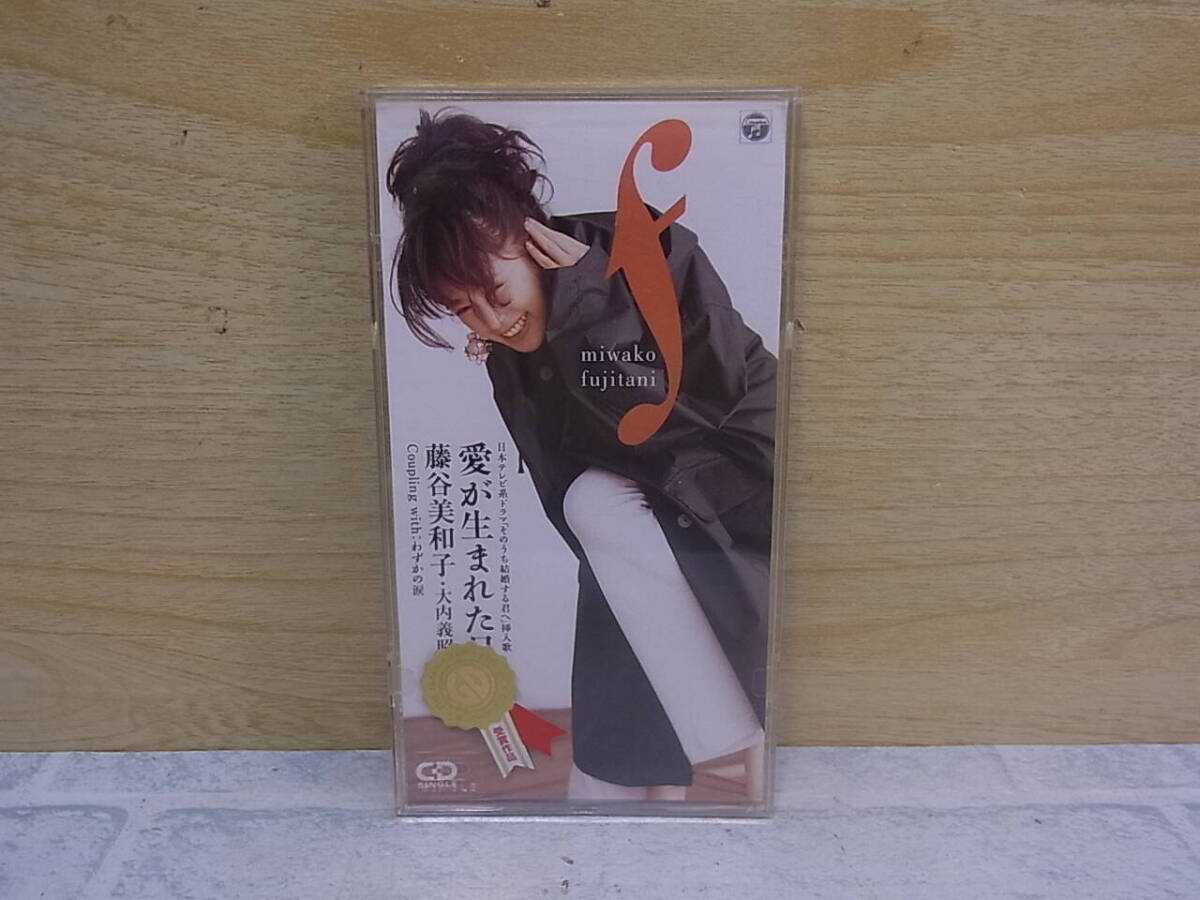 f
miwako
fujitani
日本テレビ系ドラマ「そのうち結婚する君へ」挿入歌
愛が生まれた日
藤谷美和子・大内義昭
Coupling with:わずかの涙
CD
SINGLE